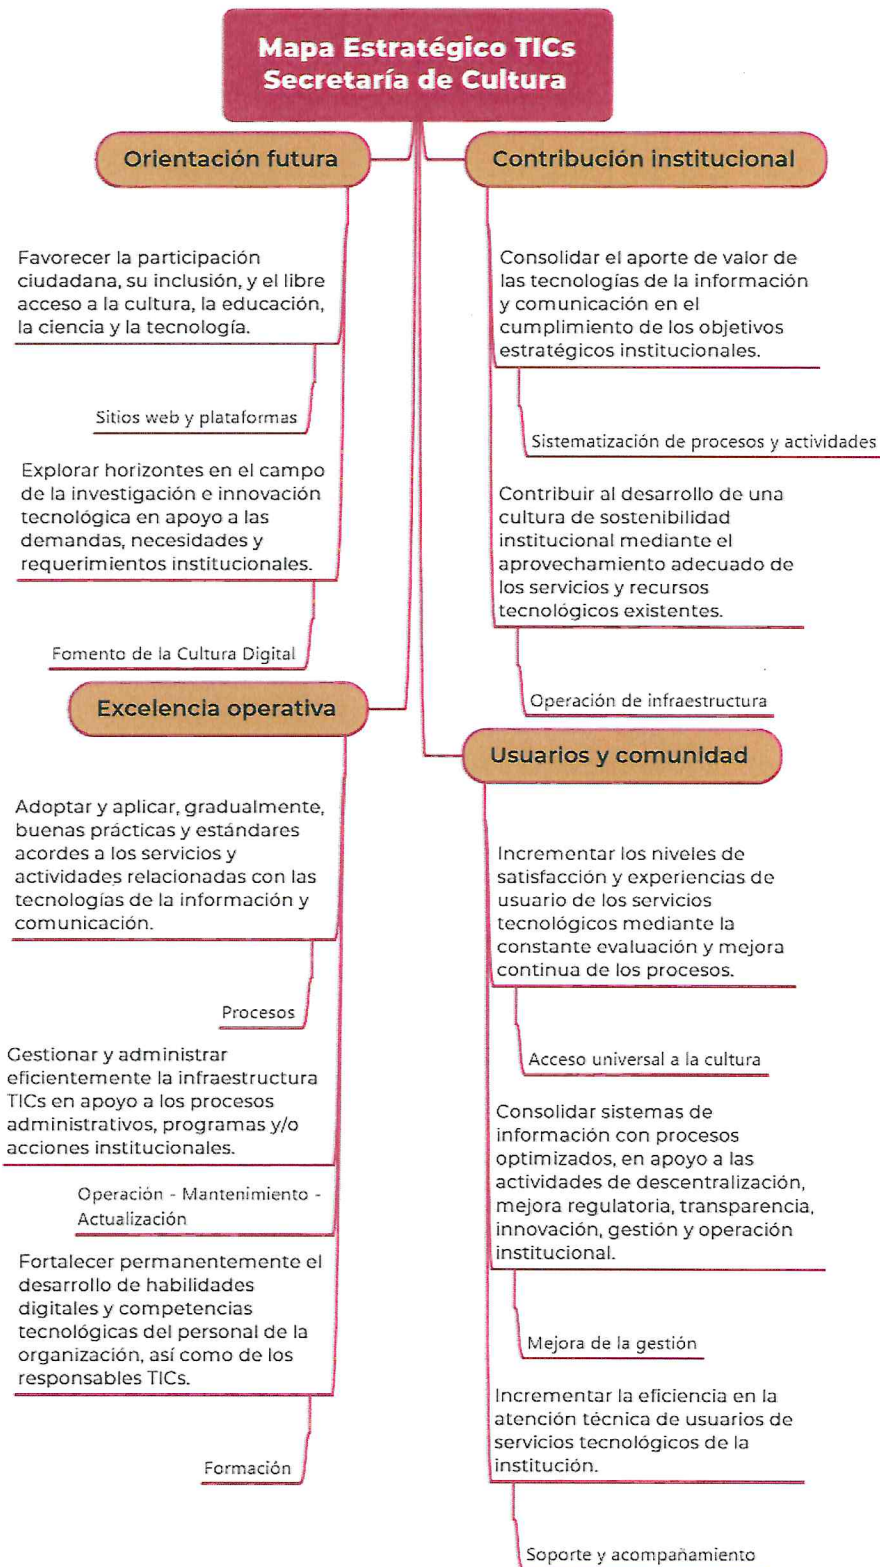 Mapa Estratégico TICs
Secretaría de Cultura
Orientación futura
Favorecer la participación
ciudadana, su inclusión, y el libre
acceso a la cultura, la educación,
la ciencia y la tecnología.
Sitios web y plataformas
Explorar horizontes en el campo
de la investigación e innovación
tecnológica en apoyo a las
demandas, necesidades y
requerimientos institucionales.
Fomento de la Cultura Digital
Contribución institucional
Consolidar el aporte de valor de
las tecnologías de la información
y comunicación en el
cumplimiento de los objetivos
estratégicos institucionales.
Sistematización de procesos y actividades
Contribuir al desarrollo de una
cultura de sostenibilidad
institucional mediante el
aprovechamiento adecuado de
los servicios y recursos
tecnológicos existentes.
Operación de infraestructura
Excelencia operativa
Adoptar y aplicar, gradualmente,
buenas prácticas y estándares
acordes a los servicios y
actividades relacionadas con las
tecnologías de la información y
comunicación.
Procesos
Gestionar y administrar
eficientemente la infraestructura
TICs en apoyo a los procesos
administrativos, programas y/o
acciones institucionales.
Operación - Mantenimiento -
Actualización
Fortalecer permanentemente el
desarrollo de habilidades
digitales y competencias
tecnológicas del personal de la
organización, así como de los
responsables TICs.
Formación
Usuarios y comunidad
Incrementar los niveles de
satisfacción y experiencias de
usuario de los servicios
tecnológicos mediante la
constante evaluación y mejora
continua de los procesos.
Acceso universal a la cultura
Consolidar sistemas de
información con procesos
optimizados, en apoyo a las
actividades de descentralización,
mejora regulatoria, transparencia,
innovación, gestión y operación
institucional.
Mejora de la gestión
Incrementar la eficiencia en la
atención técnica de usuarios de
servicios tecnológicos de la
institución.
Soporte y acompañamiento